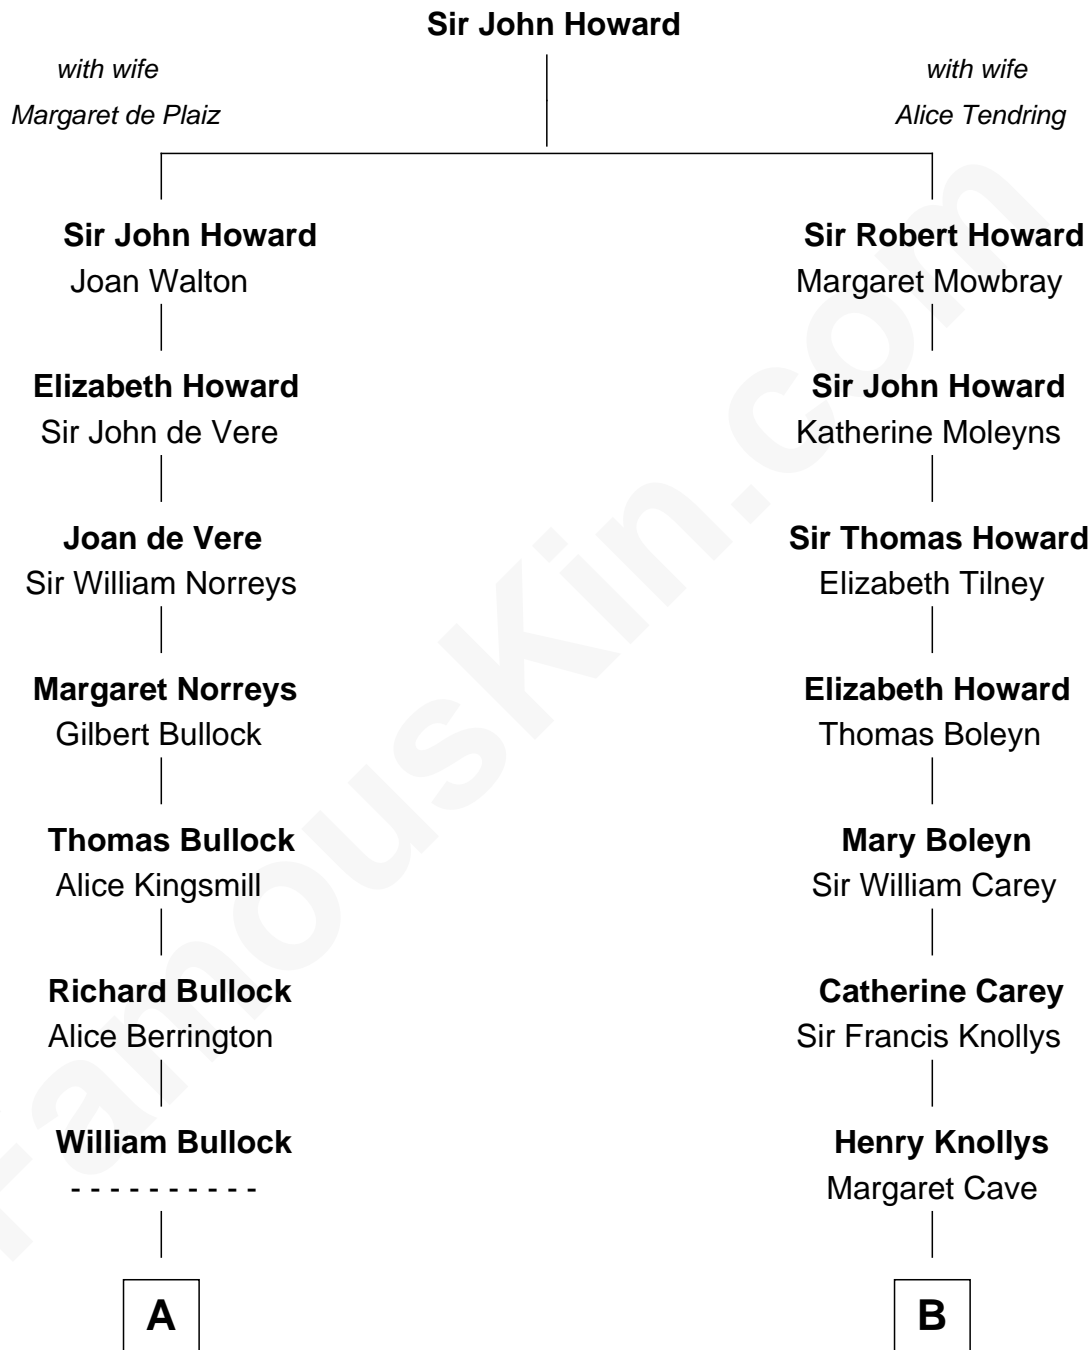 Sir John Howard
with wife
Margaret de Plaiz
with wife
Alice Tendring
Sir John Howard
Joan Walton
Sir Robert Howard
Margaret Mowbray
Elizabeth Howard
Sir John de Vere
Sir John Howard
Katherine Moleyns
Joan de Vere
Sir William Norreys
Sir Thomas Howard
Elizabeth Tilney
Margaret Norreys
Gilbert Bullock
Elizabeth Howard
Thomas Boleyn
Thomas Bullock
Alice Kingsmill
Mary Boleyn
Sir William Carey
Richard Bullock
Alice Berrington
Catherine Carey
Sir Francis Knollys
William Bullock
- - - - - - - - - -
Henry Knollys
Margaret Cave
A
B
FamousKin.com